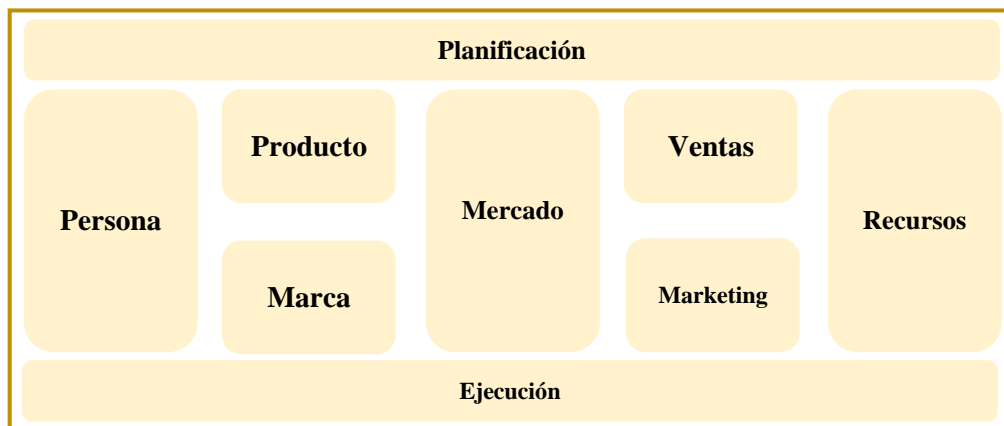 Planificación
Persona
Producto
Marca
Mercado
Ventas
Marketing
Recursos
Ejecución